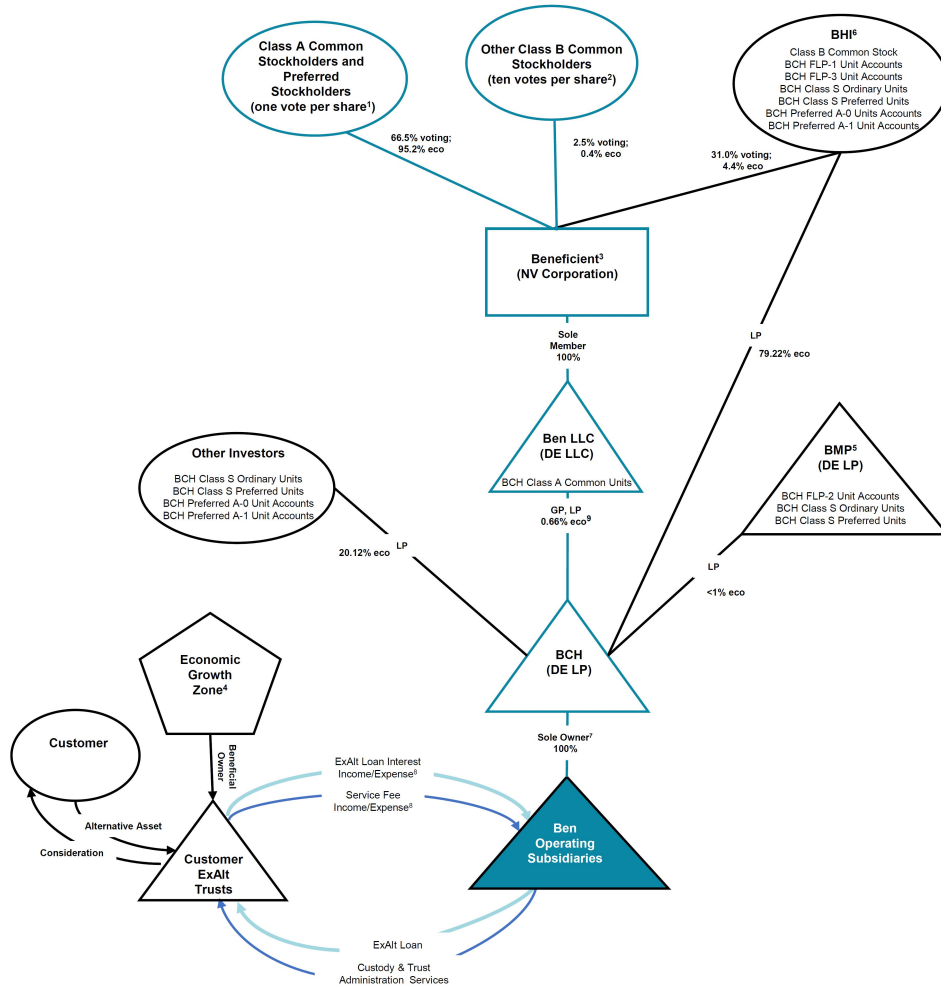 Class A Common
Stockholders and
Preferred
Stockholders
(one vote per share¹)
Other Class B Common
Stockholders
(ten votes per share²)
BHI⁶
Class B Common Stock
BCH FLP-1 Unit Accounts
BCH FLP-3 Unit Accounts
BCH Class S Ordinary Units
BCH Class S Preferred Units
BCH Preferred A-0 Units Accounts
BCH Preferred A-1 Unit Accounts
66.5% voting;
95.2% eco
2.5% voting;
0.4% eco
31.0% voting;
4.4% eco
Beneficient³
(NV Corporation)
Sole
Member
100%
LP
79.22% eco
Ben LLC
(DE LLC)
BCH Class A Common Units
BMP⁵
(DE LP)
BCH FLP-2 Unit Accounts
BCH Class S Ordinary Units
BCH Class S Preferred Units
Other Investors
BCH Class S Ordinary Units
BCH Class S Preferred Units
BCH Preferred A-0 Unit Accounts
BCH Preferred A-1 Unit Accounts
GP, LP
0.66% eco⁹
LP
20.12% eco
LP
<1% eco
BCH
(DE LP)
Economic
Growth
Zone⁴
Sole Owner⁷
100%
Customer
Beneficial
Owner
ExAlt Loan Interest
Income/Expense⁸
Service Fee
Income/Expense⁸
Alternative Asset
Consideration
Customer
ExAlt
Trusts
Ben
Operating
Subsidiaries
ExAlt Loan
Custody & Trust
Administration Services